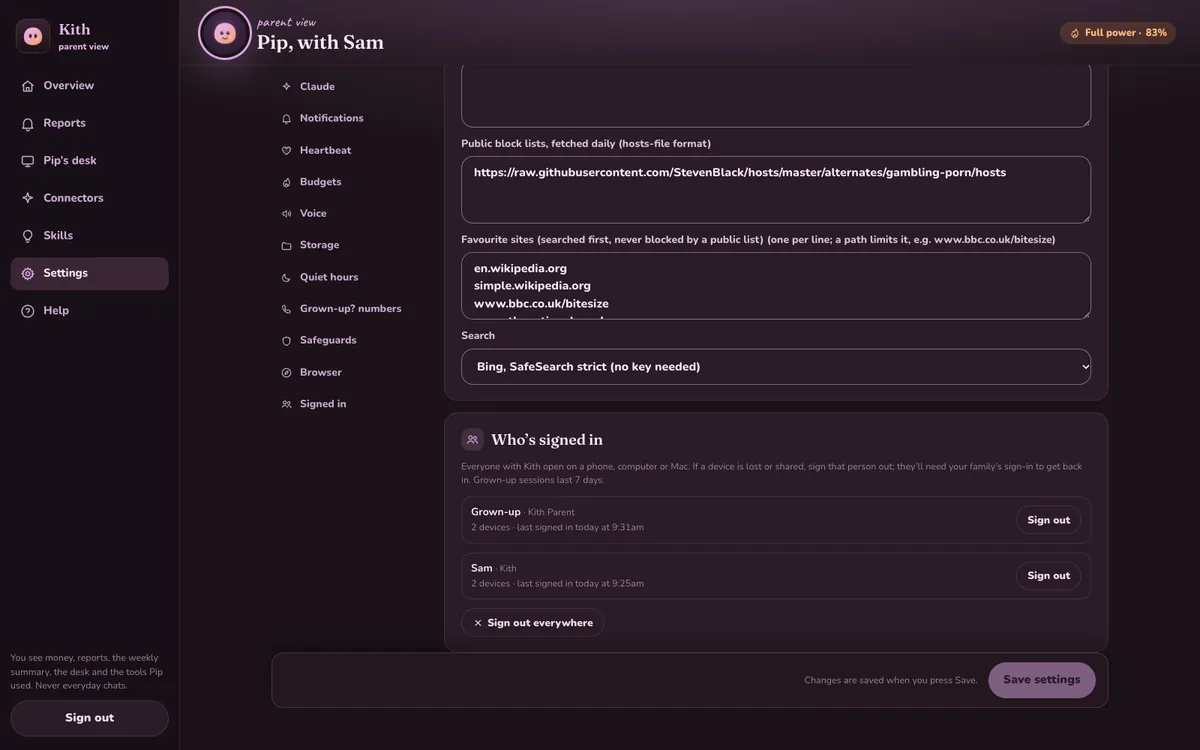 Kith
parent view
Overview
Reports
Pip's desk
Connectors
Skills
Settings
Help
You see money, reports, the weekly
summary, the desk and the tools Pip
used. Never everyday chats.
Sign out
parent view
Pip, with Sam
Full power · 83%
Claude
Notifications
Heartbeat
Budgets
Voice
Storage
Quiet hours
Grown-up? numbers
Safeguards
Browser
Signed in
Public block lists, fetched daily (hosts-file format)
https://raw.githubusercontent.com/StevenBlack/hosts/master/alternates/gambling-porn/hosts
Favourite sites (searched first, never blocked by a public list) (one per line; a path limits it, e.g. www.bbc.co.uk/bitesize)
en.wikipedia.org
simple.wikipedia.org
www.bbc.co.uk/bitesize
Search
Bing, SafeSearch strict (no key needed)
Who's signed in
Everyone with Kith open on a phone, computer or Mac. If a device is lost or shared, sign that person out; they'll need your family's sign-in to get back
in. Grown-up sessions last 7 days.
Grown-up · Kith Parent
2 devices · last signed in today at 9:31am
Sign out
Sam · Kith
2 devices · last signed in today at 9:25am
Sign out
× Sign out everywhere
Changes are saved when you press Save.
Save settings